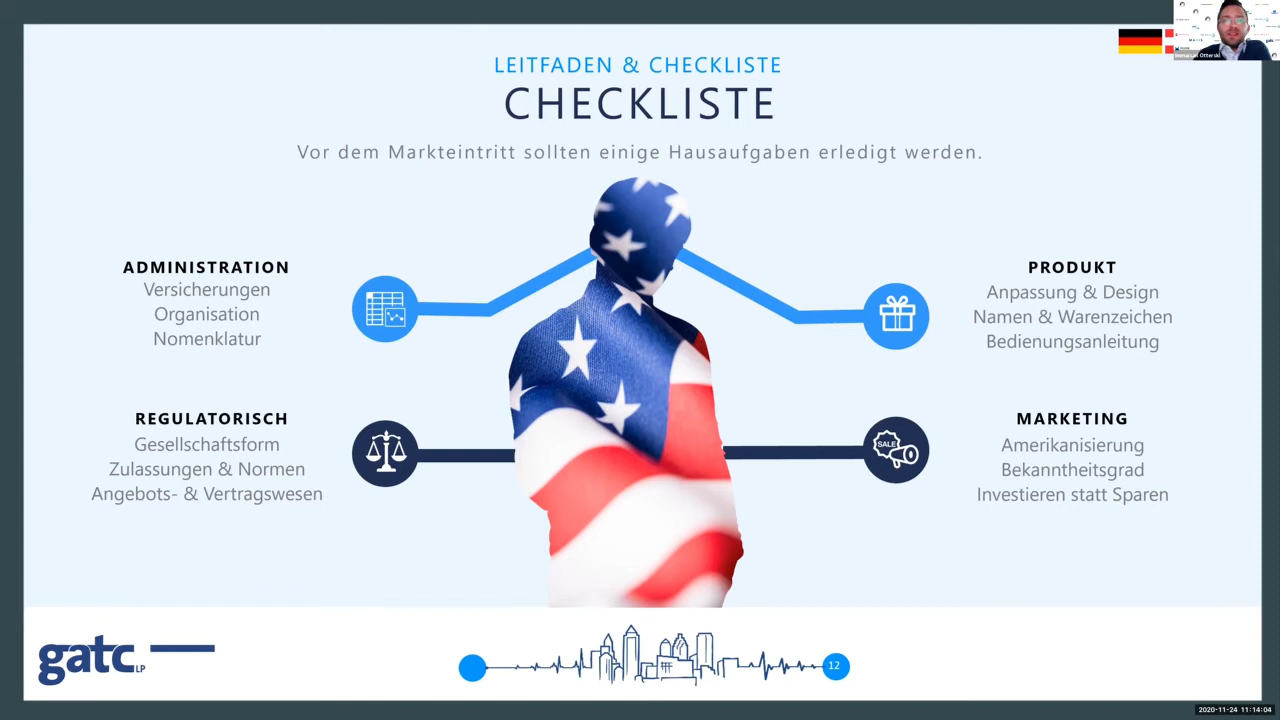 LEITFADEN & CHECKLISTE
CHECKLISTE
Vor dem Markteintritt sollten einige Hausaufgaben erledigt werden.
ADMINISTRATION
Versicherungen
Organisation
Nomenklatur
PRODUKT
Anpassung & Design
Namen & Warenzeichen
Bedienungsanleitung
REGULATORISCH
Gesellschaftsform
Zulassungen & Normen
Angebots- & Vertragswesen
SALE
MARKETING
Amerikanisierung
Bekanntheitsgrad
Investieren statt Sparen
gatc LP
12
2020-11-24 11:14:04